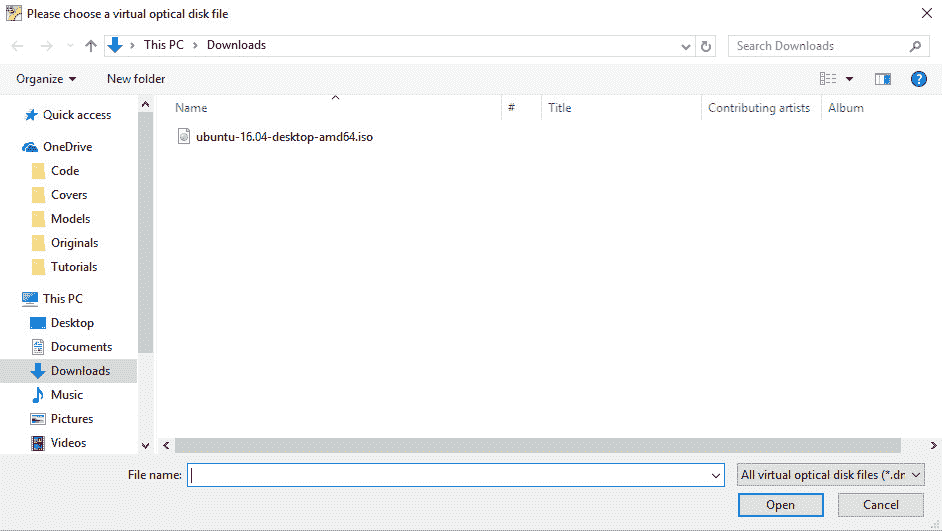 Please choose a virtual optical disk file
This PC > Downloads
Search Downloads
Organize
New folder
?
Name # Title Contributing artists Album
ubuntu-16.04-desktop-amd64.iso
Quick access
OneDrive
Code
Covers
Models
Originals
Tutorials
This PC
Desktop
Documents
Downloads
Music
Pictures
Videos
File name:
All virtual optical disk files (*.dr
Open
Cancel